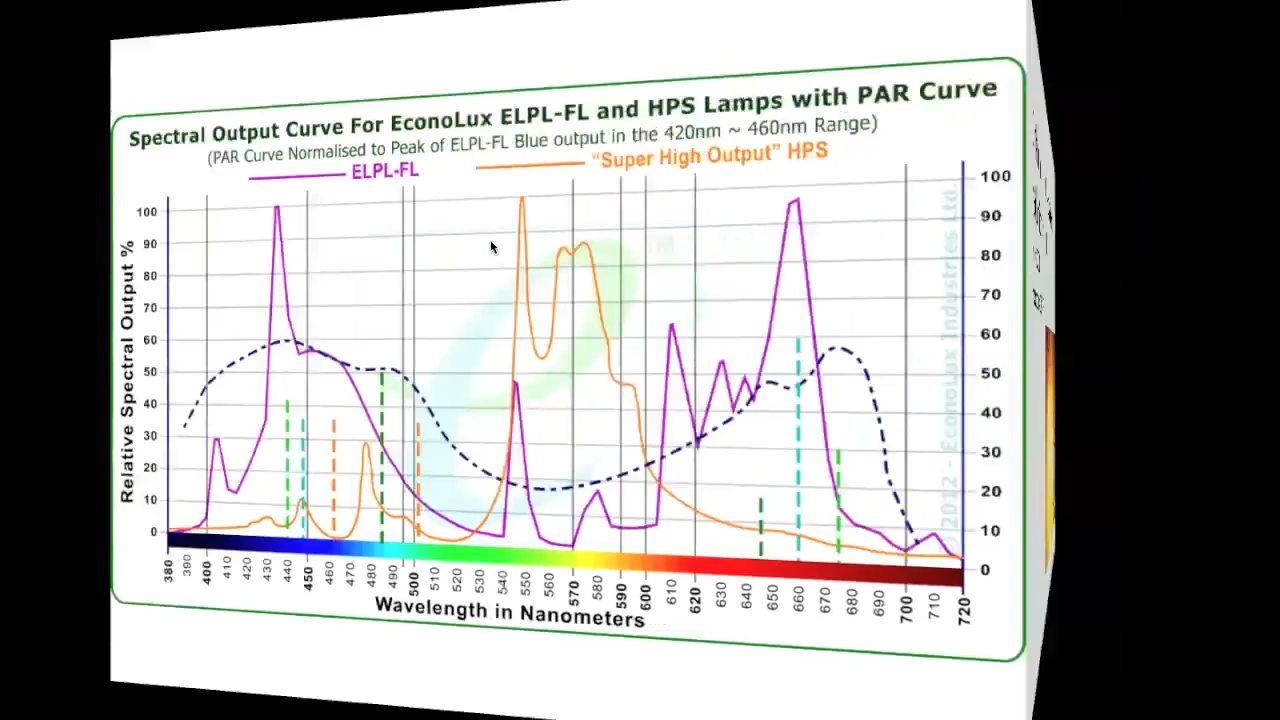 Spectral Output Curve For EconoLux ELPL-FL and HPS Lamps with PAR Curve
(PAR Curve Normalised to Peak of ELPL-FL Blue output in the 420nm ~ 460nm Range)
ELPL-FL
“Super High Output” HPS
TM
Relative Spectral Output %
100
90
80
70
60
50
40
30
20
10
0
100
90
80
70
60
50
40
30
20
10
0
2012 - EconoLux Industries Ltd.
380 390 400 410 420 430 440 450 460 470 480 490 500 510 520 530 540 550 560 570 580 590 600 610 620 630 640 650 660 670 680 690 700 710 720
Wavelength in Nanometers